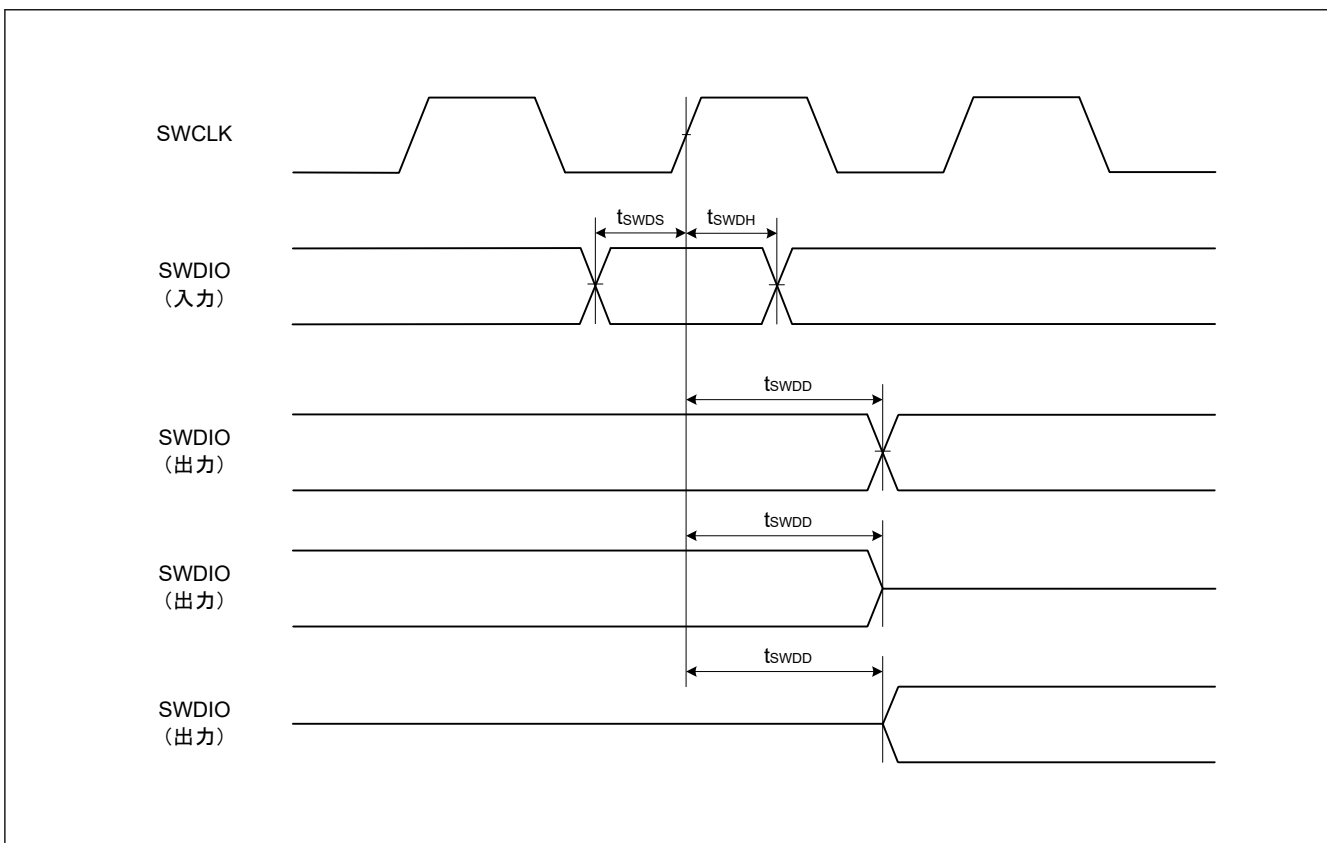 SWCLK
tSWDS
tSWDH
SWDIO
（入力）
tSWDD
SWDIO
（出力）
tSWDD
SWDIO
（出力）
tSWDD
SWDIO
（出力）